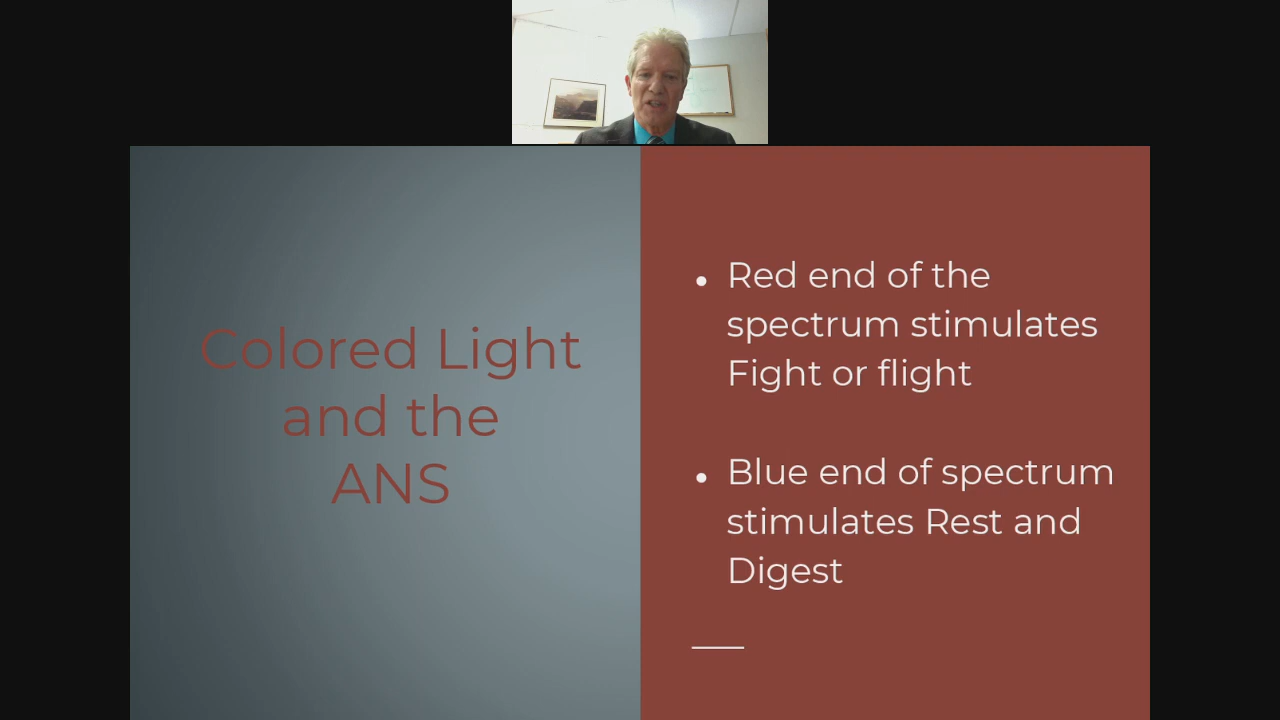 Colored Light
and the
ANS
• Red end of the
spectrum stimulates
Fight or flight
• Blue end of spectrum
stimulates Rest and
Digest